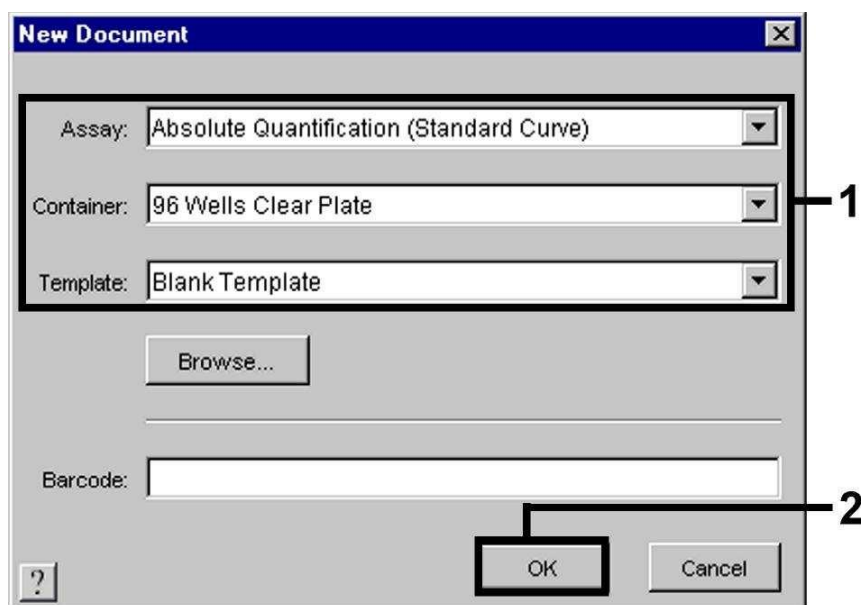 New Document
Assay: Absolute Quantification (Standard Curve)
Container: 96 Wells Clear Plate
1
Template: Blank Template
Browse...
Barcode:
2
? OK Cancel